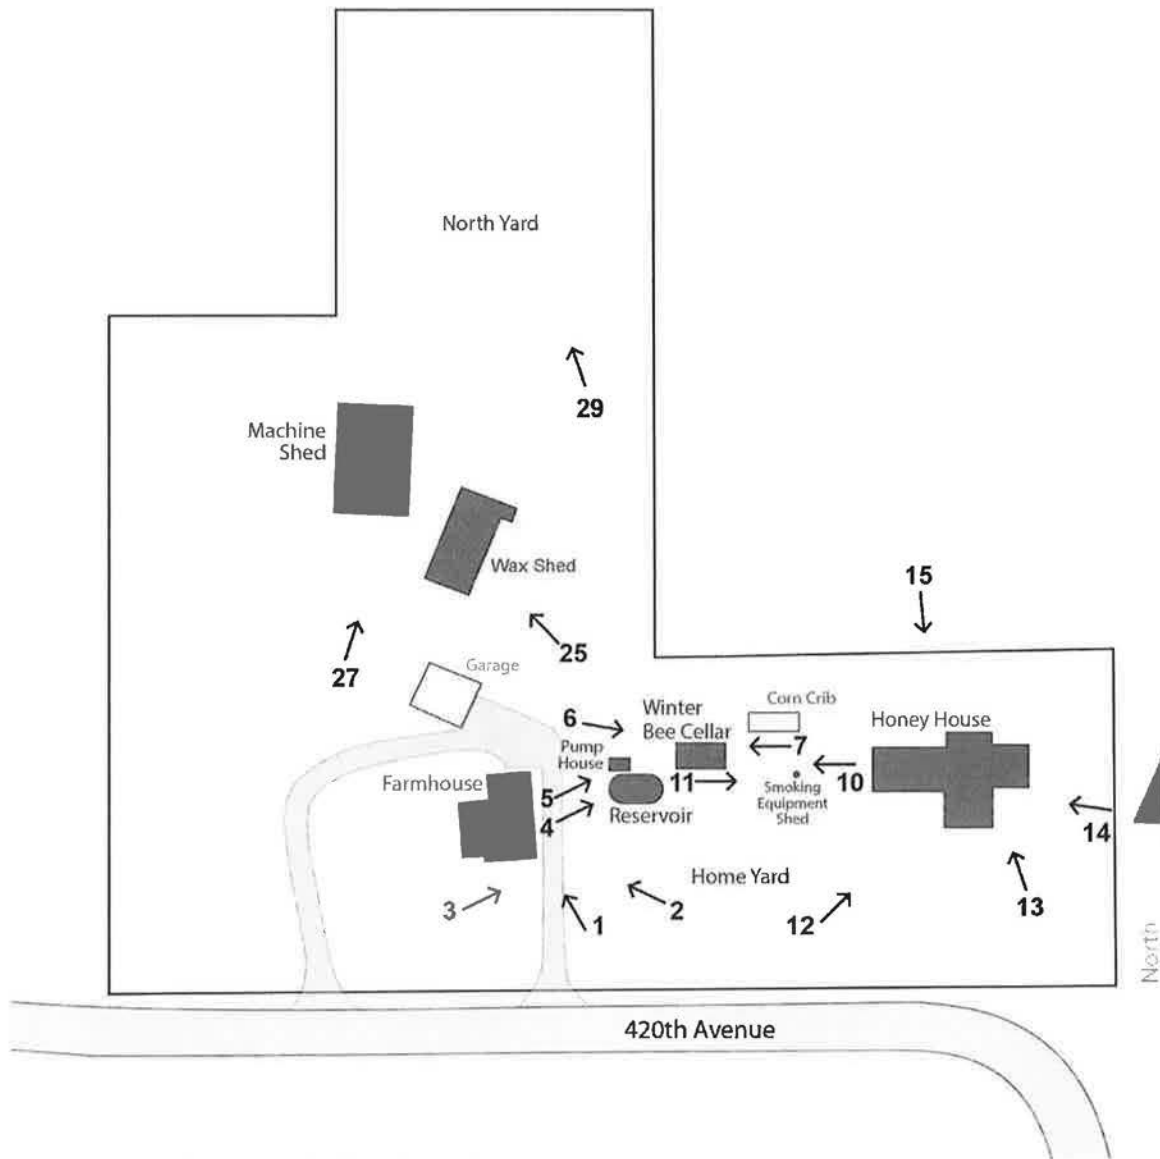 North Yard
29
Machine
Shed
Wax Shed
15
25
27
Garage
6
Winter
Bee Cellar
Corn Crib
Honey House
7
Pump
House
11
10
Farmhouse
5
4
Reservoir
Smoking
Equipment
Shed
14
Home Yard
3
1
2
12
13
North
420th Avenue